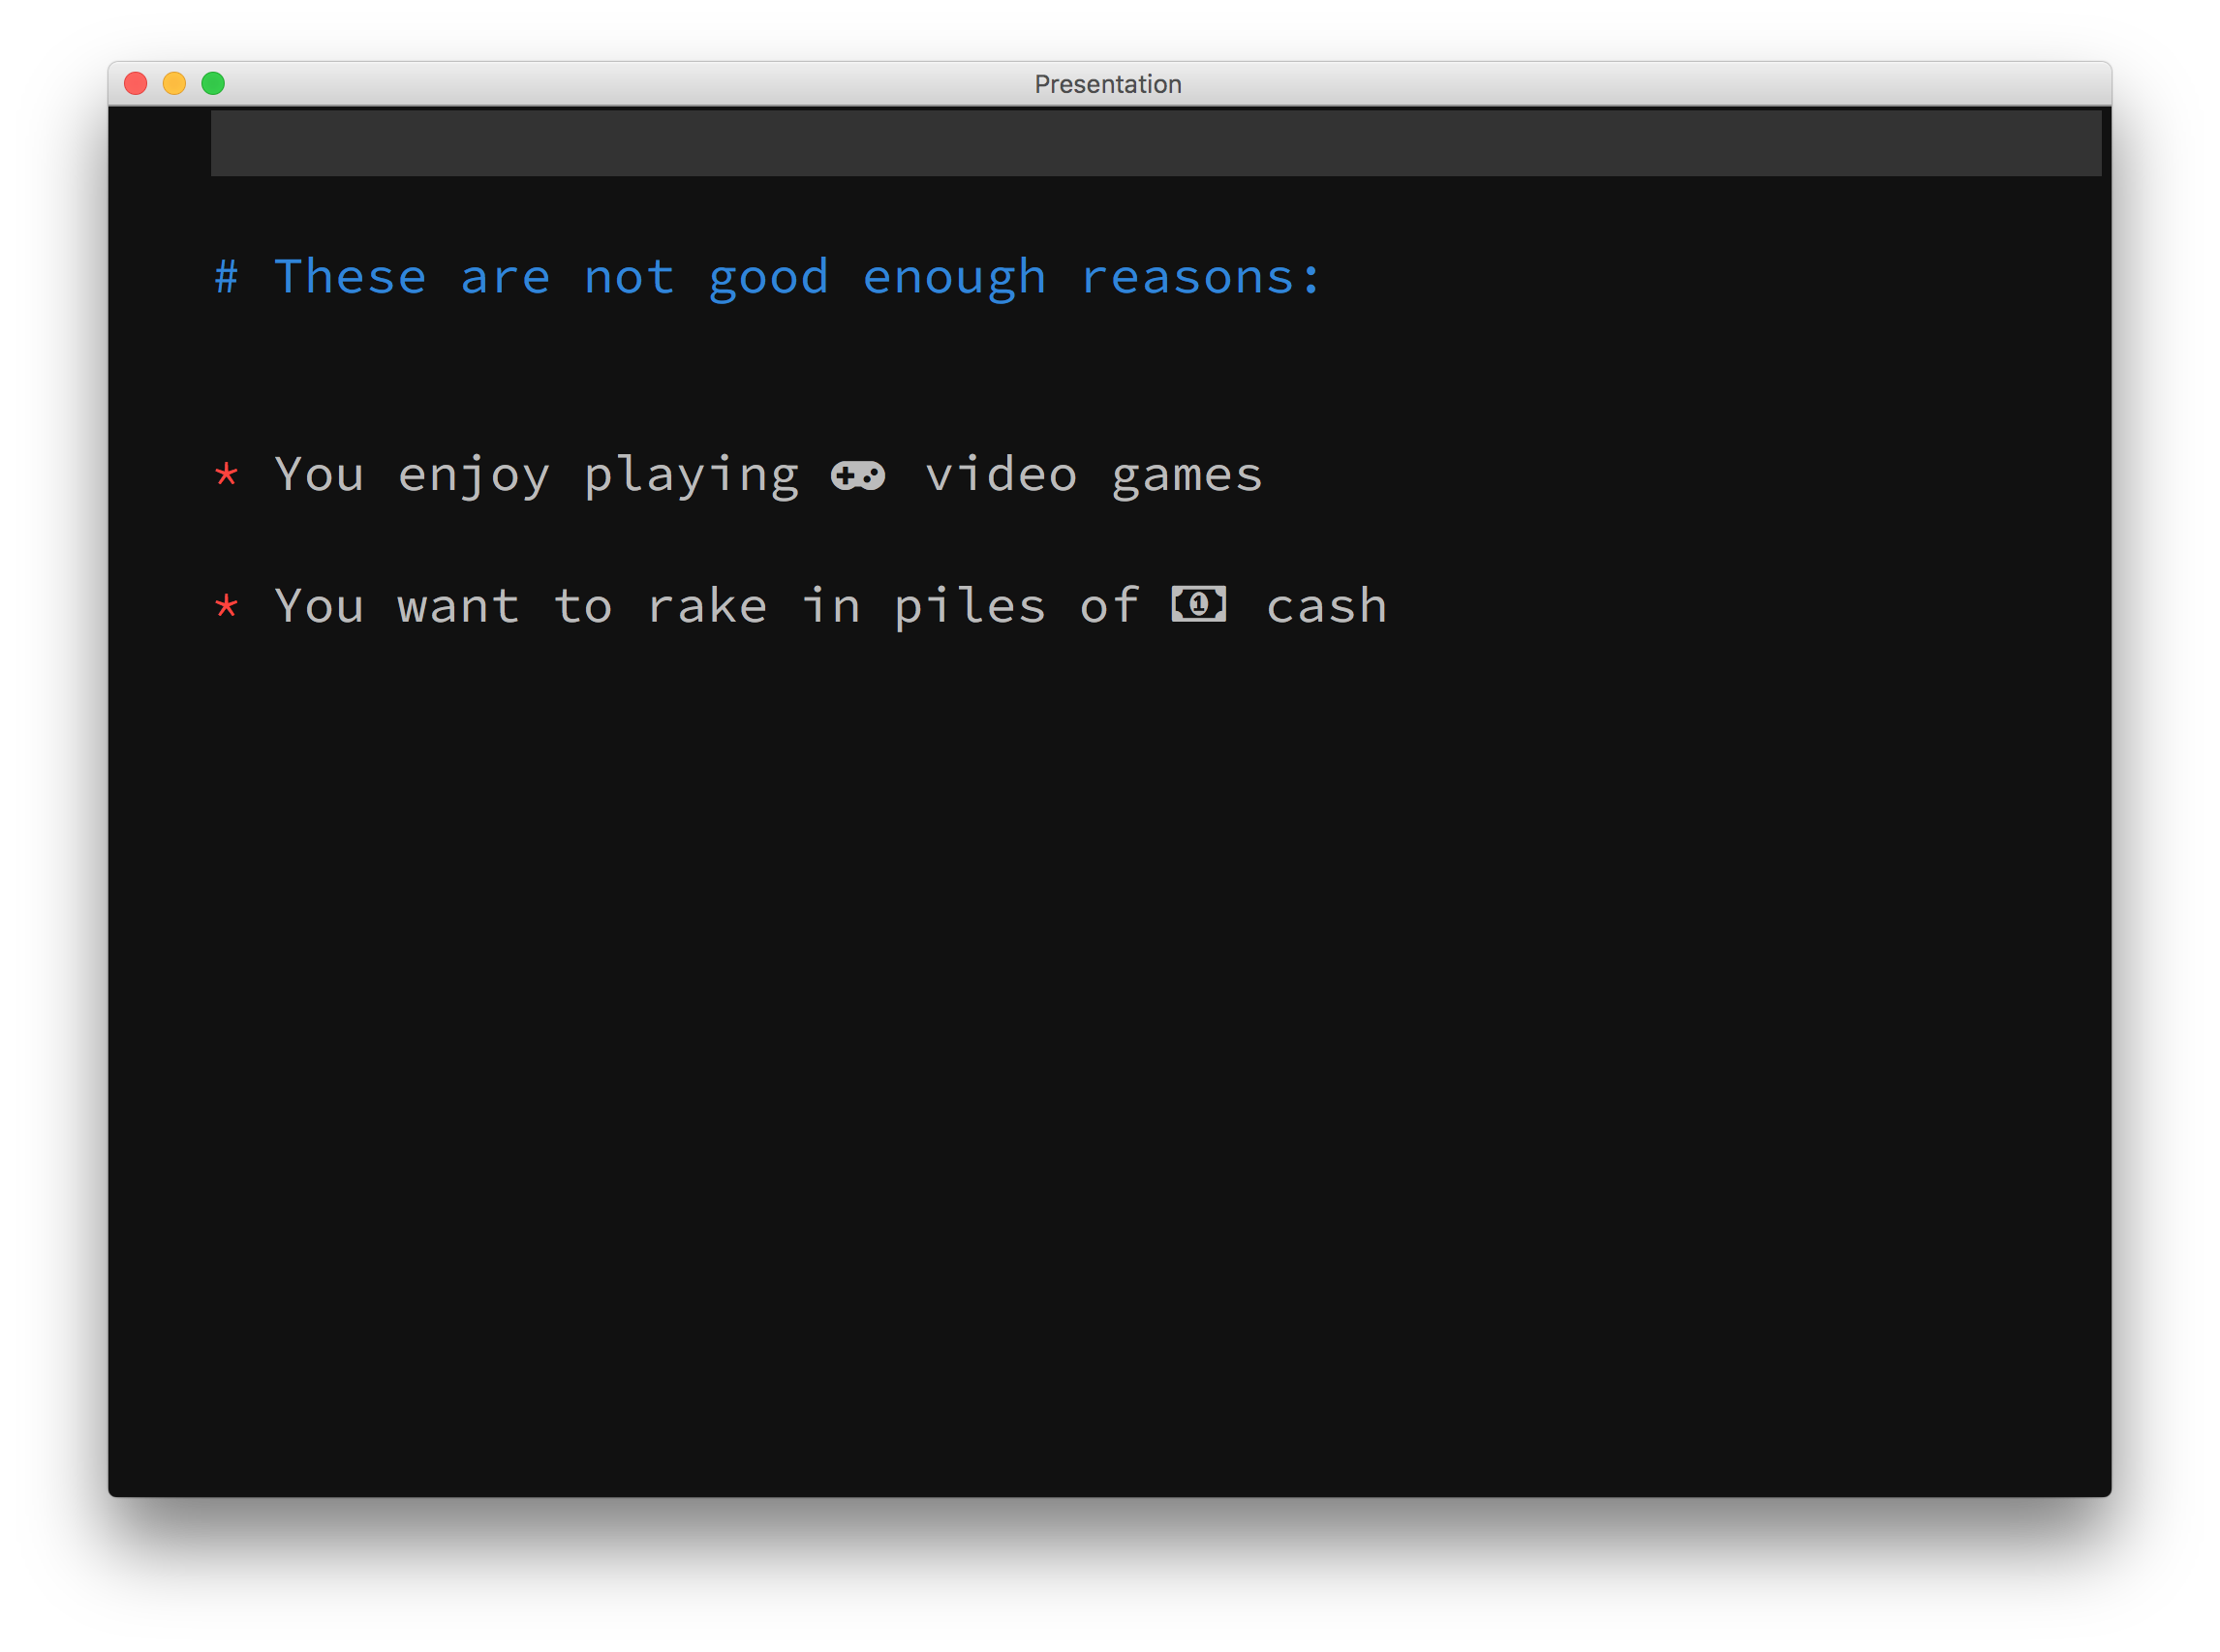 Presentation
# These are not good enough reasons:
* You enjoy playing 🎮 video games
* You want to rake in piles of 💵 cash